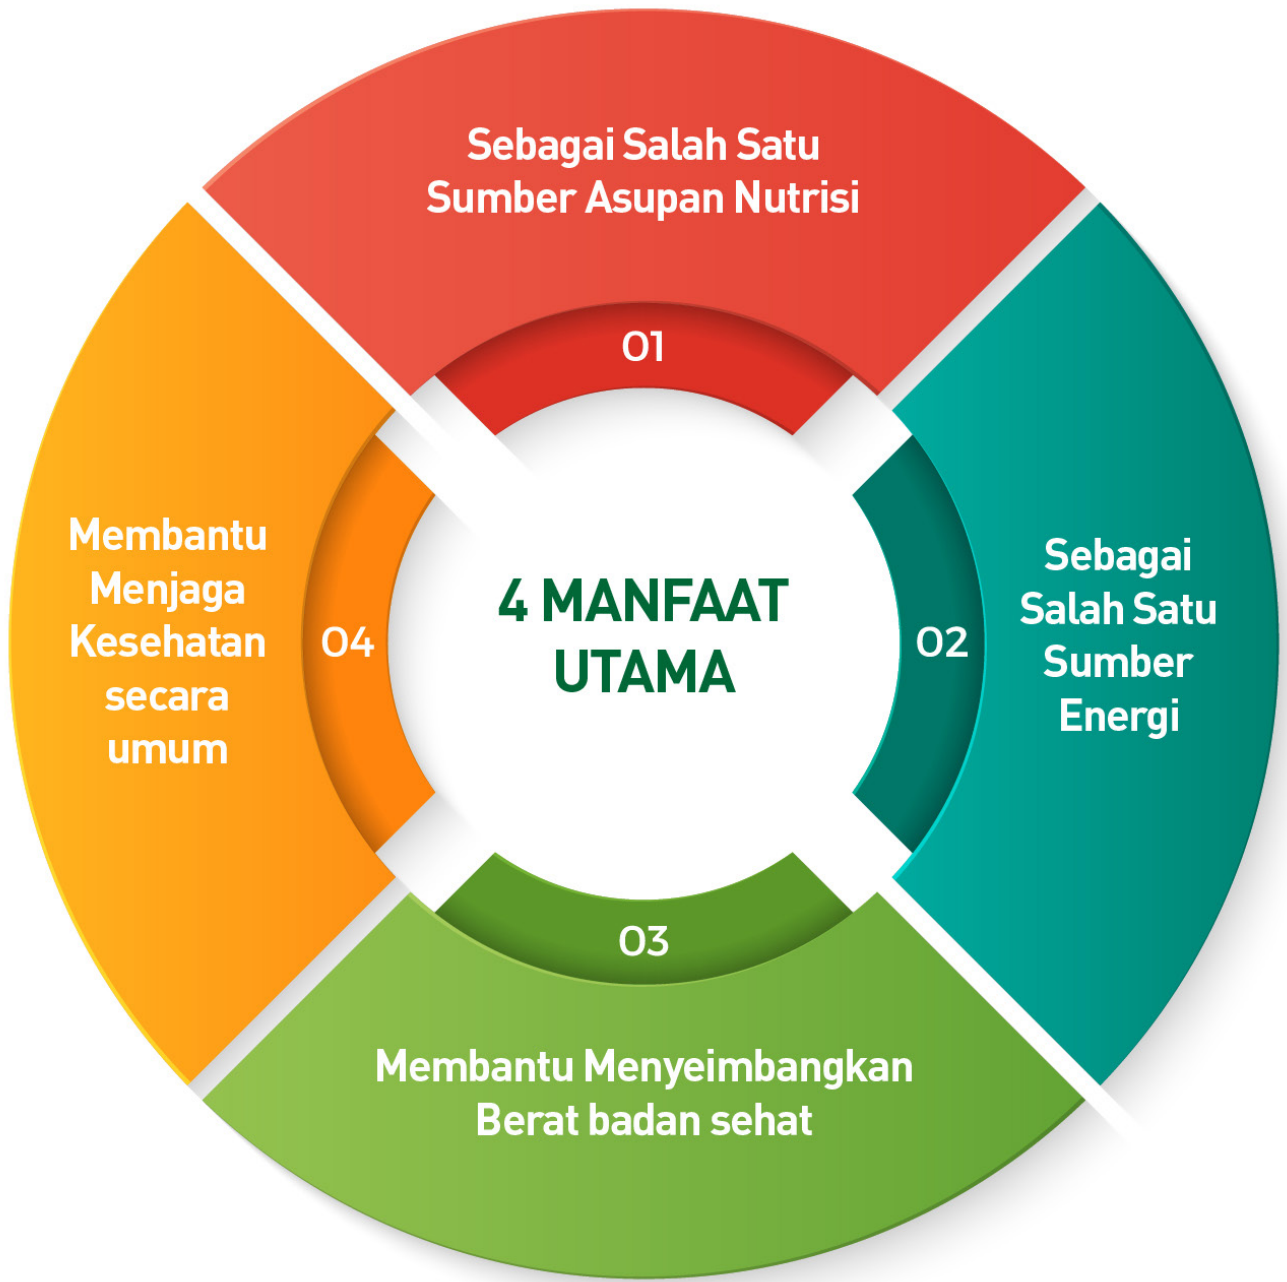 4 MANFAAT
UTAMA
01
Sebagai Salah Satu
Sumber Asupan Nutrisi
02
Sebagai
Salah Satu
Sumber
Energi
03
Membantu Menyeimbangkan
Berat badan sehat
04
Membantu
Menjaga
Kesehatan
secara
umum